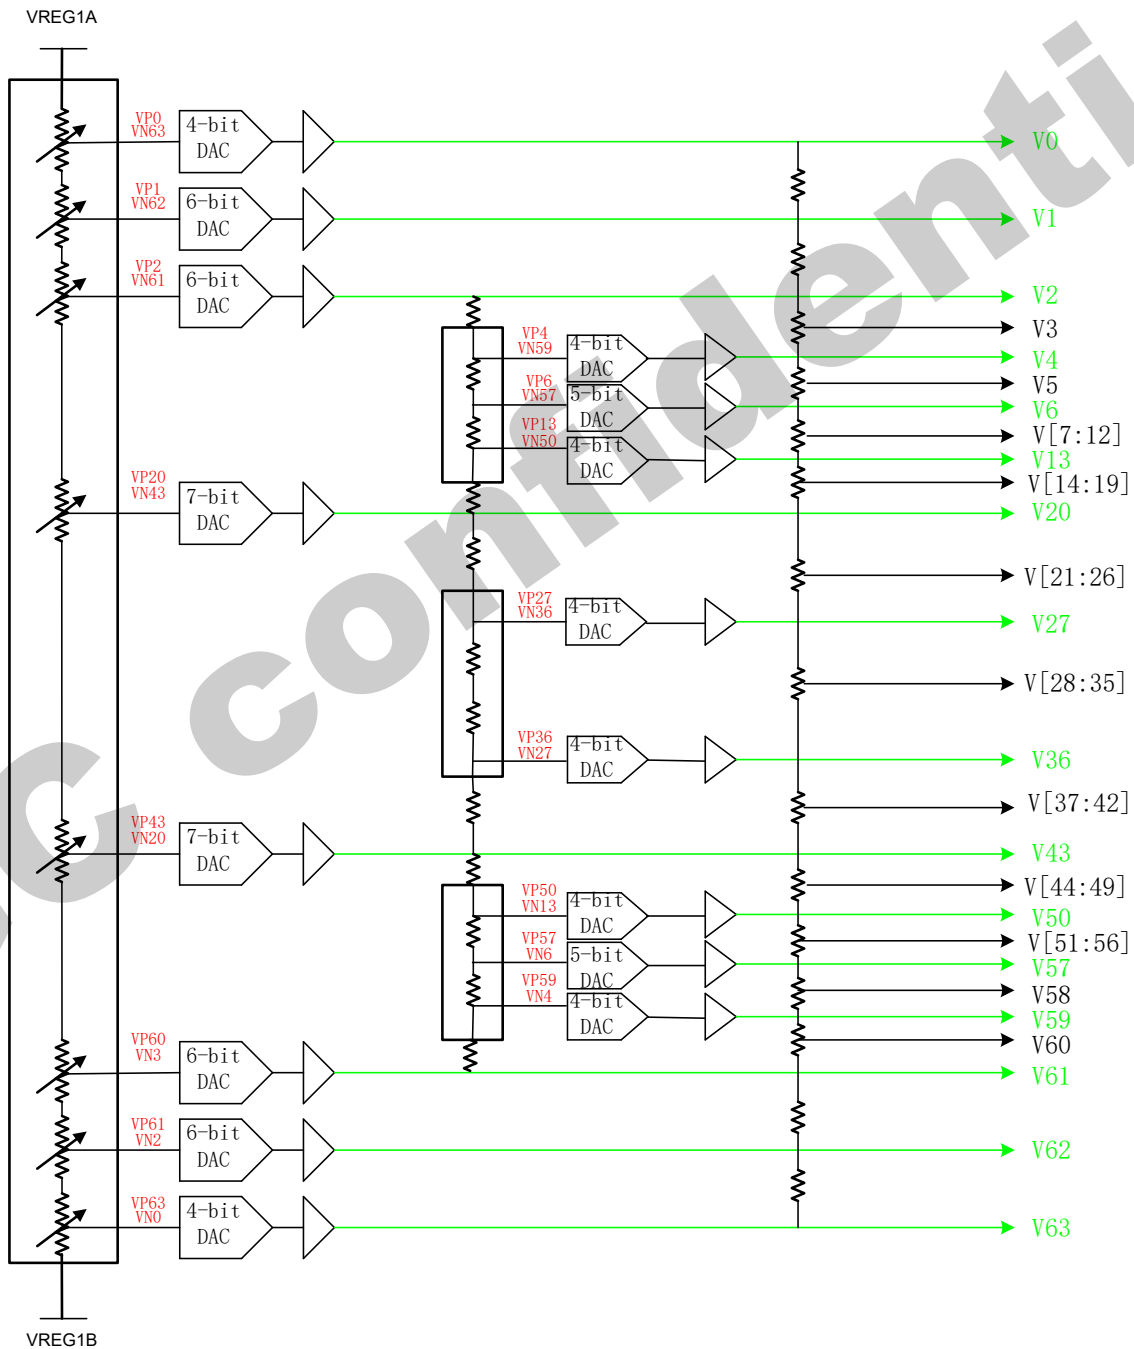 VREG1A
VP0
VN63
4-bit
DAC
V0
VP1
VN62
6-bit
DAC
V1
VP2
VN61
6-bit
DAC
V2
V3
VP4
VN59
4-bit
DAC
V4
V5
VP6
VN57
5-bit
DAC
V6
V[7:12]
VP13
VN50
4-bit
DAC
V13
V[14:19]
VP20
VN43
7-bit
DAC
V20
V[21:26]
VP27
VN36
4-bit
DAC
V27
V[28:35]
VP36
VN27
4-bit
DAC
V36
V[37:42]
VP43
VN20
7-bit
DAC
V43
V[44:49]
VP50
VN13
4-bit
DAC
V50
V[51:56]
VP57
VN6
5-bit
DAC
V57
V58
VP59
VN4
4-bit
DAC
V59
V60
VP60
VN3
6-bit
DAC
V61
VP61
VN2
6-bit
DAC
V62
VP63
VN0
4-bit
DAC
V63
VREG1B
C confidenti